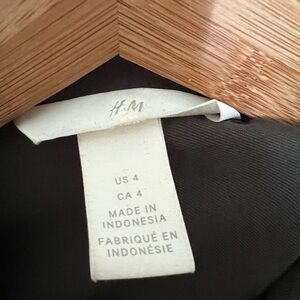 H&M
US 4
CA 4
MADE IN
INDONESIA
FABRIQUÉ EN
INDONÉSIE